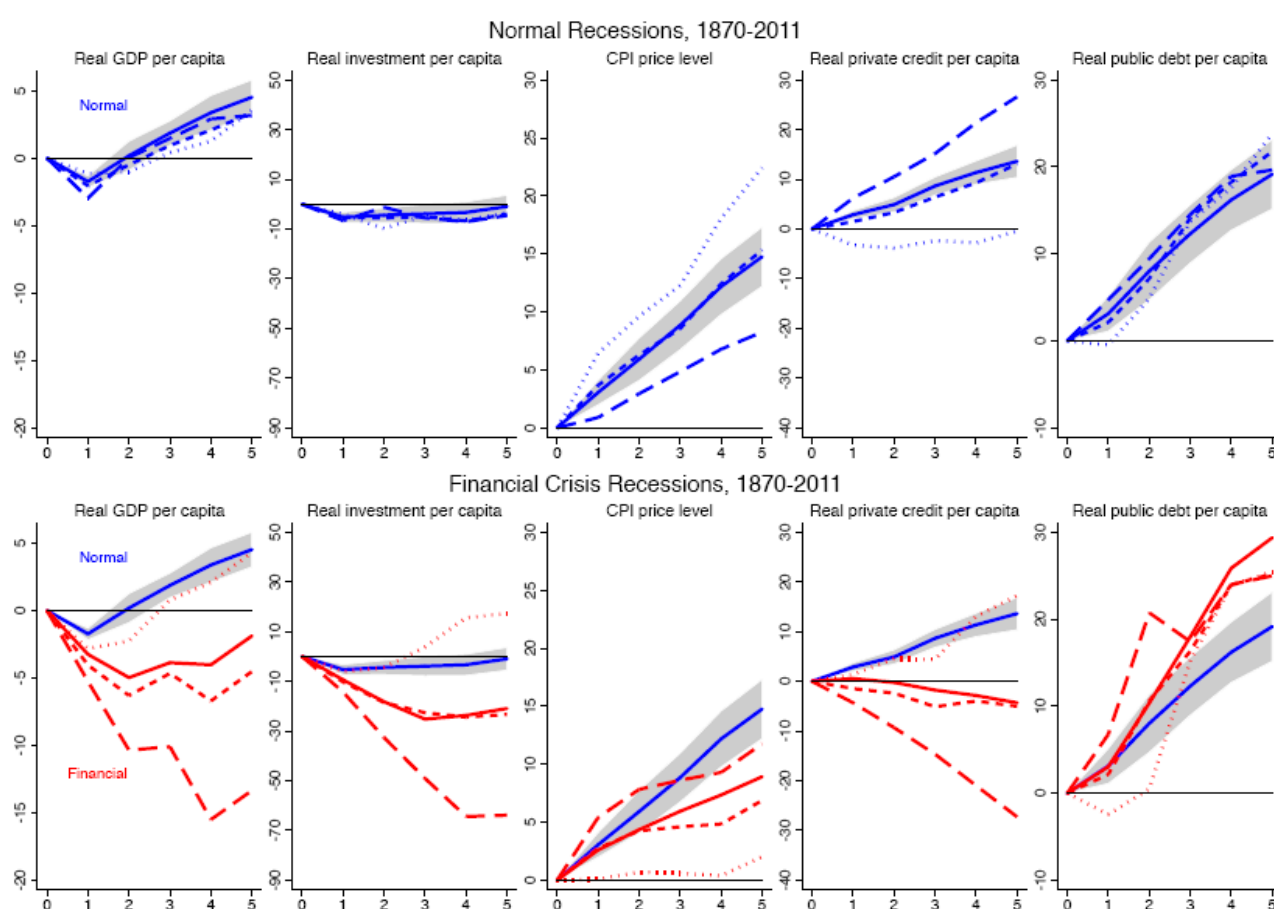 Normal Recessions, 1870-2011
Real GDP per capita Real investment per capita CPI price level Real private credit per capita Real public debt per capita
Normal
5 0 -5 -10 -15 -20
50 30 10 -10 -30 -50 -70 -90
30 25 20 15 10 5 0
30 20 10 0 -10 -20 -30 -40
30 20 10 0 -10
0 1 2 3 4 5 0 1 2 3 4 5 0 1 2 3 4 5 0 1 2 3 4 5 0 1 2 3 4 5
Financial Crisis Recessions, 1870-2011
Real GDP per capita Real investment per capita CPI price level Real private credit per capita Real public debt per capita
Normal
Financial
5 0 -5 -10 -15 -20
50 30 10 -10 -30 -50 -70 -90
30 25 20 15 10 5 0
30 20 10 0 -10 -20 -30 -40
30 20 10 0 -10
0 1 2 3 4 5 0 1 2 3 4 5 0 1 2 3 4 5 0 1 2 3 4 5 0 1 2 3 4 5